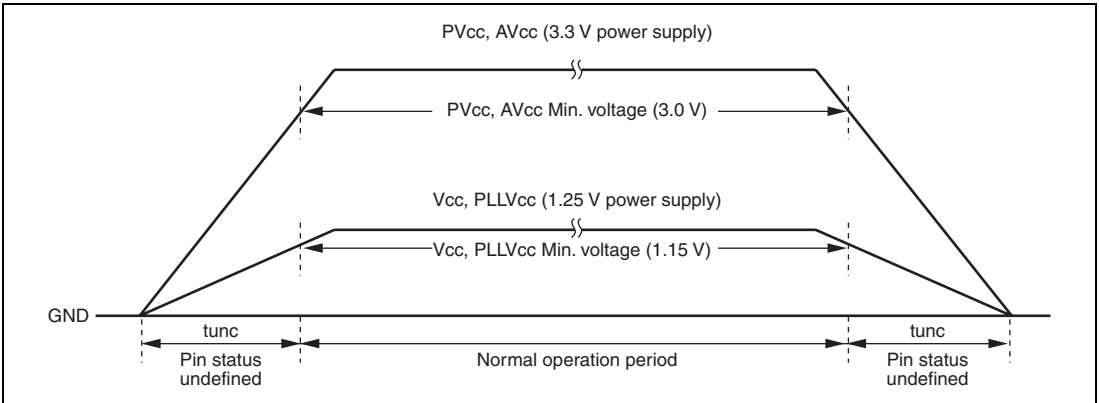 PVcc, AVcc (3.3 V power supply)
PVcc, AVcc Min. voltage (3.0 V)
Vcc, PLLVcc (1.25 V power supply)
Vcc, PLLVcc Min. voltage (1.15 V)
GND
tunc
Pin status
undefined
Normal operation period
tunc
Pin status
undefined